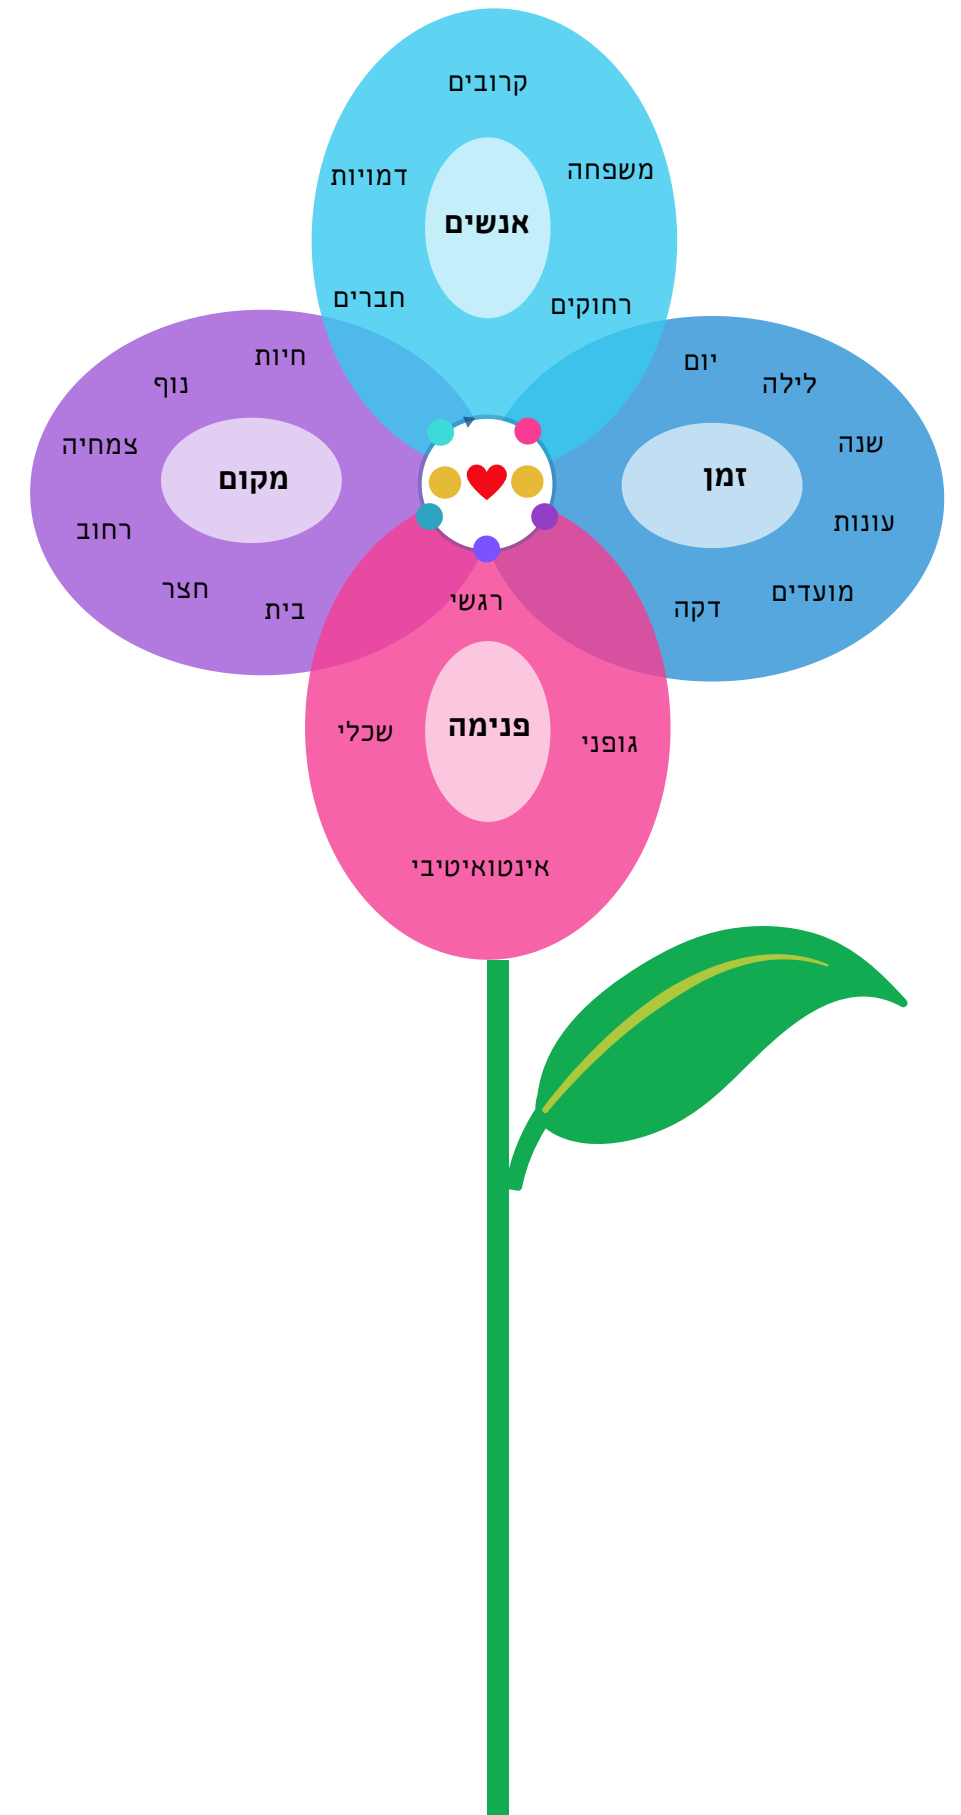 קרובים
משפחה
דמויות
אנשים
חברים
רחוקים
חיות
נוף
צמחיה
מקום
רחוב
חצר
בית
יום
לילה
שנה
זמן
עונות
מועדים
דקה
רגשי
פנימה
גופני
שכלי
אינטואיטיבי